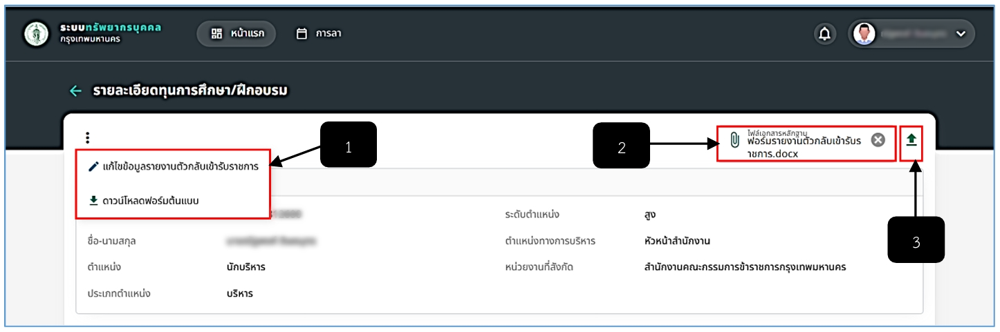 ระบบทรัพยากรบุคคล
กรุงเทพมหานคร
หน้าแรก
การลา
รายละเอียดทุนการศึกษา/ฝึกอบรม
1
2
ไฟล์เอกสารหลักฐาน
ฟอร์มรายงานตัวกลับเข้ารับร
าชการ.docx
แก้ไขข้อมูลรายงานตัวกลับเข้ารับราชการ
ดาวน์โหลดฟอร์มต้นแบบ
ระดับตำแหน่ง สูง
3
ชื่อ-นามสกุล
ตำแหน่งทางการบริหาร หัวหน้าสำนักงาน
ตำแหน่ง นักบริหาร
หน่วยงานที่สังกัด สำนักงานคณะกรรมการข้าราชการกรุงเทพมหานคร
ประเภทตำแหน่ง บริหาร